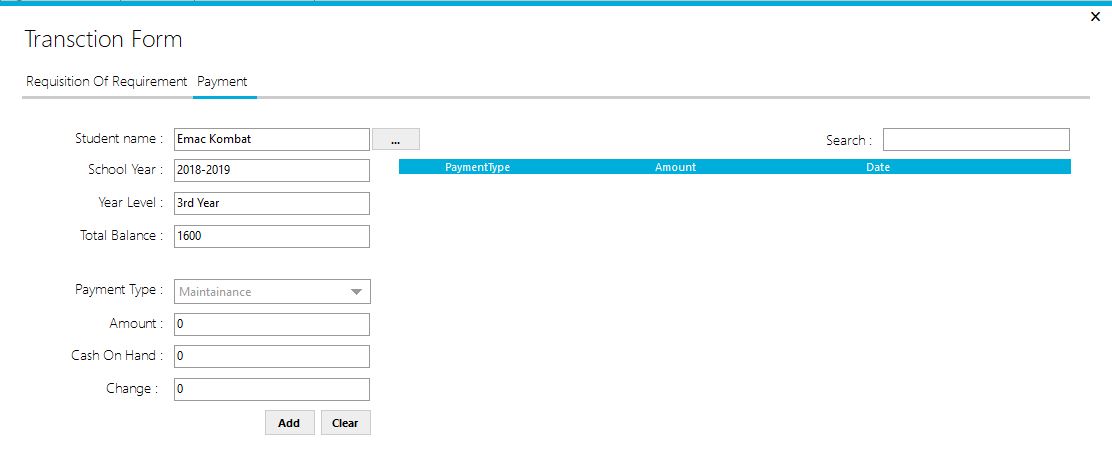 Transction Form
Requisition Of Requirement Payment
Student name : Emac Kombat ... Search :
School Year : 2018-2019 PaymentType Amount Date
Year Level : 3rd Year
Total Balance : 1600
Payment Type : Maintainance
Amount : 0
Cash On Hand : 0
Change : 0
Add Clear